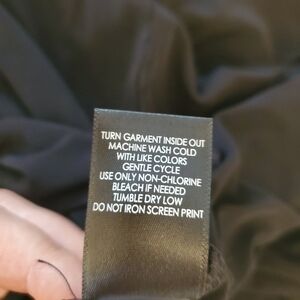 TURN GARMENT INSIDE OUT
MACHINE WASH COLD
WITH LIKE COLORS
GENTLE CYCLE
USE ONLY NON-CHLORINE
BLEACH IF NEEDED
TUMBLE DRY LOW
DO NOT IRON SCREEN PRINT